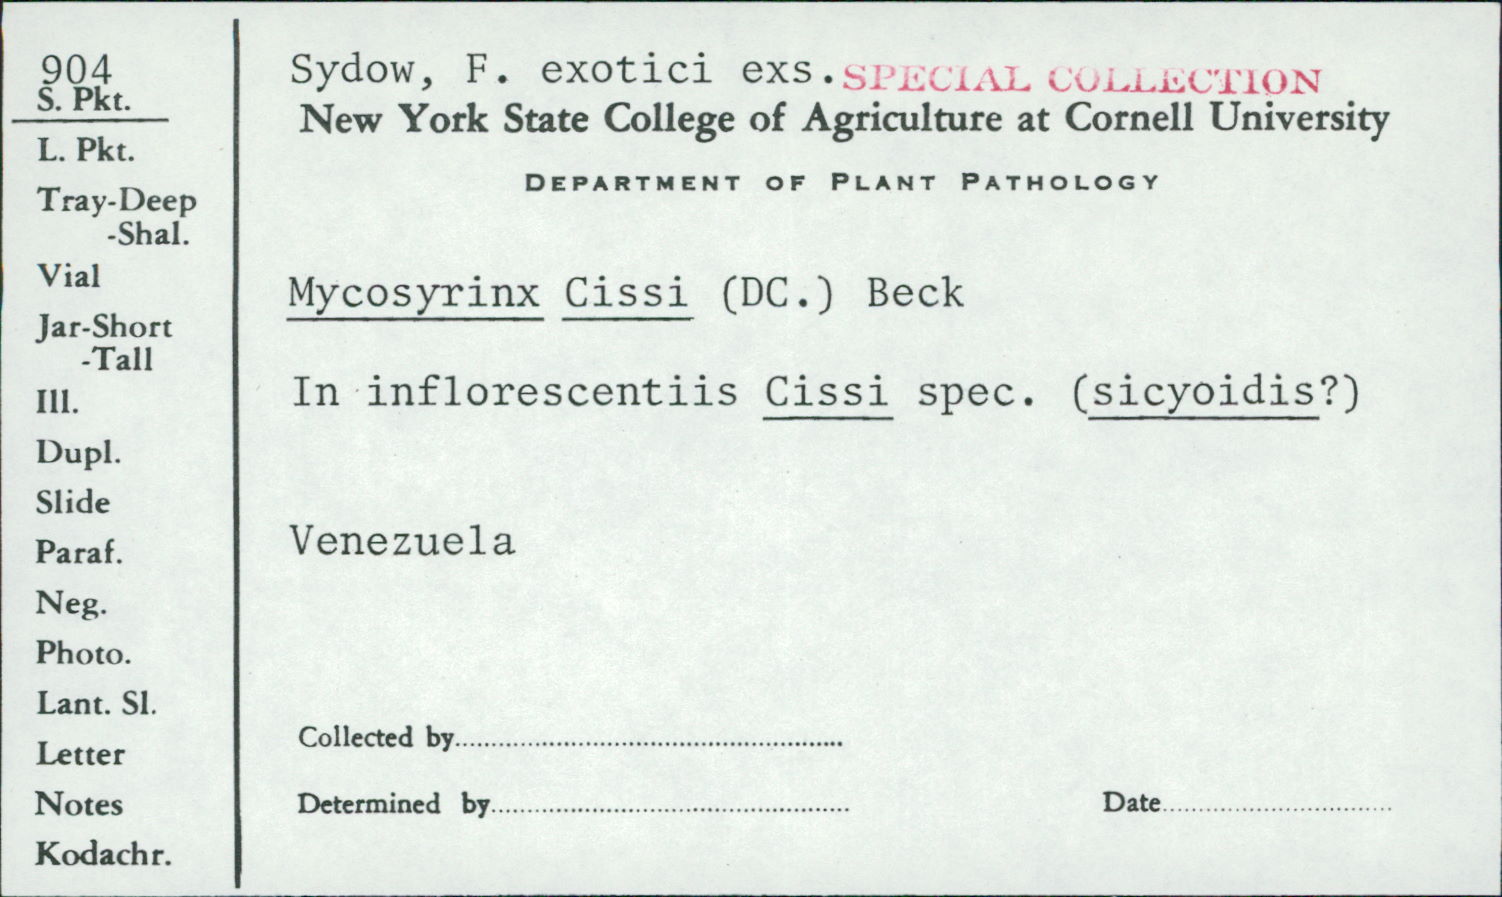 904
S. Pkt.
L. Pkt.
Tray-Deep
-Shal.
Vial
Jar-Short
-Tall
Ill.
Dupl.
Slide
Paraf.
Neg.
Photo.
Lant. Sl.
Letter
Notes
Kodachr.
Sydow, F. exotici exs. SPECIAL COLLECTION
New York State College of Agriculture at Cornell University
DEPARTMENT OF PLANT PATHOLOGY
Mycosyrinx Cissi (DC.) Beck
In inflorescentiis Cissi spec. (sicyoidis?)
Venezuela
Collected by
Determined by
Date